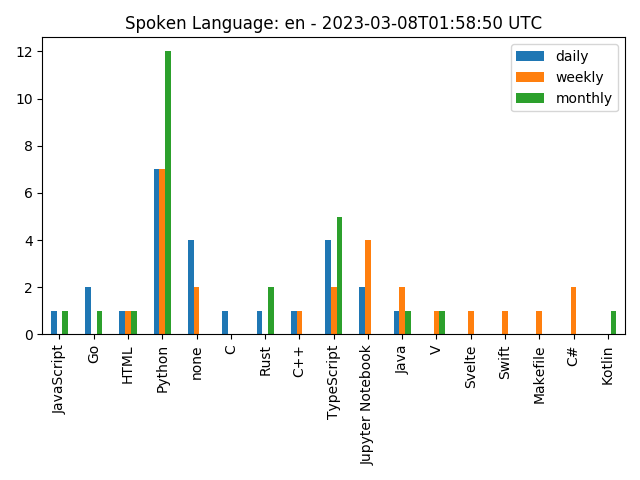 Spoken Language: en - 2023-03-08T01:58:50 UTC
daily
weekly
monthly
12
10
8
6
4
2
0
JavaScript
Go
HTML
Python
none
C
Rust
C++
TypeScript
Jupyter Notebook
Java
V
Svelte
Swift
Makefile
C#
Kotlin